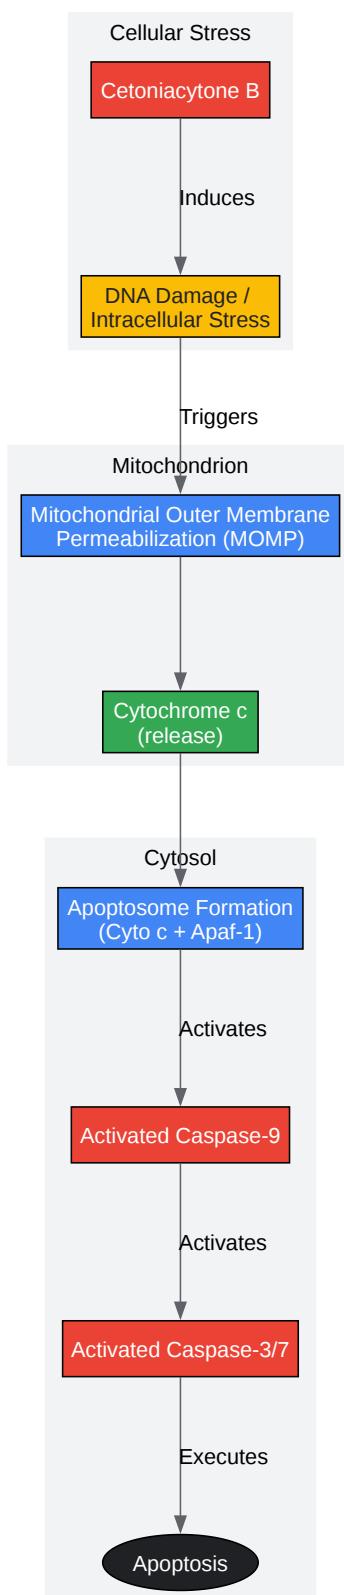 Cellular Stress
Cetoniacytone B
Induces
DNA Damage /
Intracellular Stress
Triggers
Mitochondrion
Mitochondrial Outer Membrane
Permeabilization (MOMP)
Cytochrome c
(release)
Cytosol
Apoptosome Formation
(Cyto c + Apaf-1)
Activates
Activated Caspase-9
Activates
Activated Caspase-3/7
Executes
Apoptosis